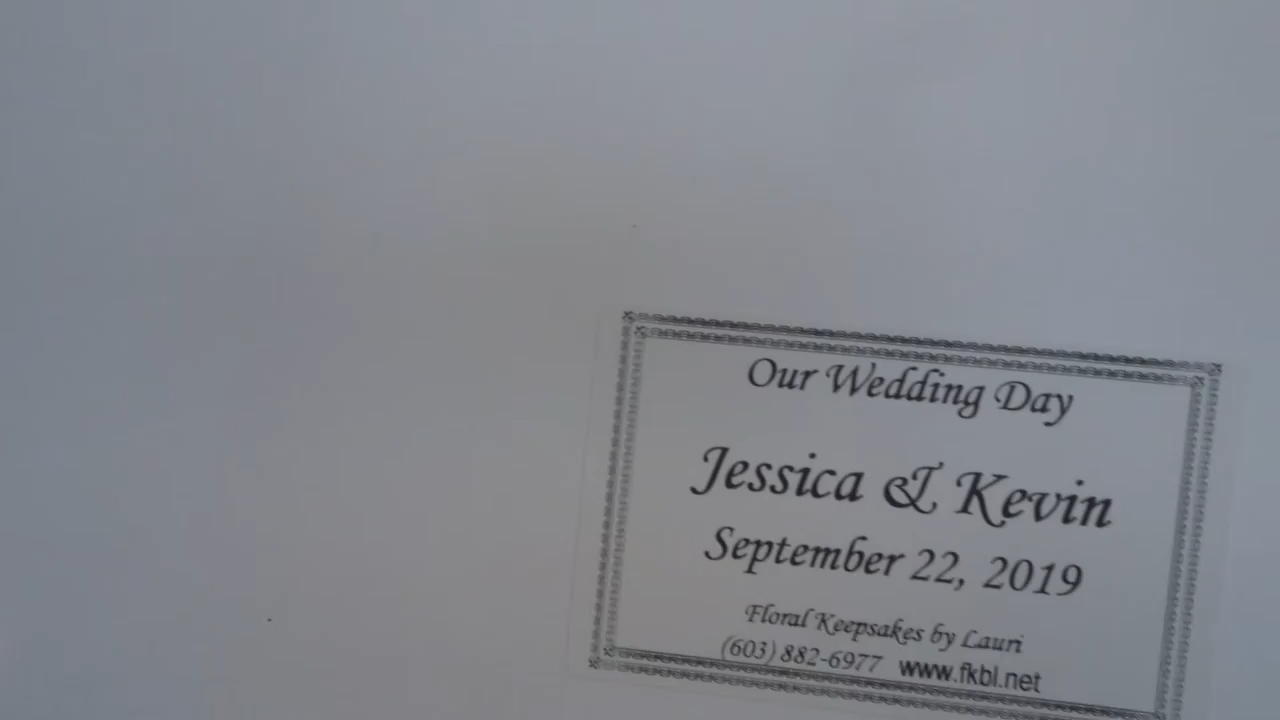 Our Wedding Day
Jessica & Kevin
September 22, 2019
Floral Keepsakes by Lauri
(603) 882-6977 www.fkbl.net